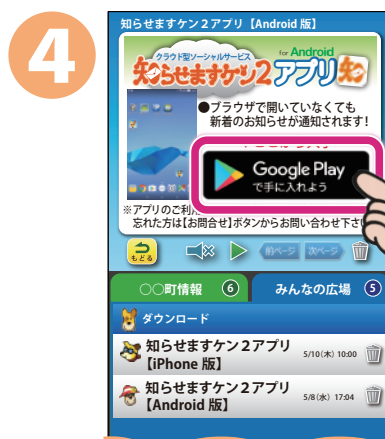 4
知らせますケン2アプリ【Android 版】
クラウド型ソーシャルサービス
for Android
知らせますケン2アプリ
●ブラウザで開いていなくても
新着のお知らせが通知されます!
Google Play
で手に入れよう
※アプリのご利用
忘れた方は【お問合せ】ボタンからお問い合わせ下さ
もどる
前ページ
次ページ
○○町情報 6
みんなの広場 5
ダウンロード
知らせますケン2アプリ
【iPhone 版】
5/10(木) 10:00
知らせますケン2アプリ
【Android 版】
5/8(水) 17:04